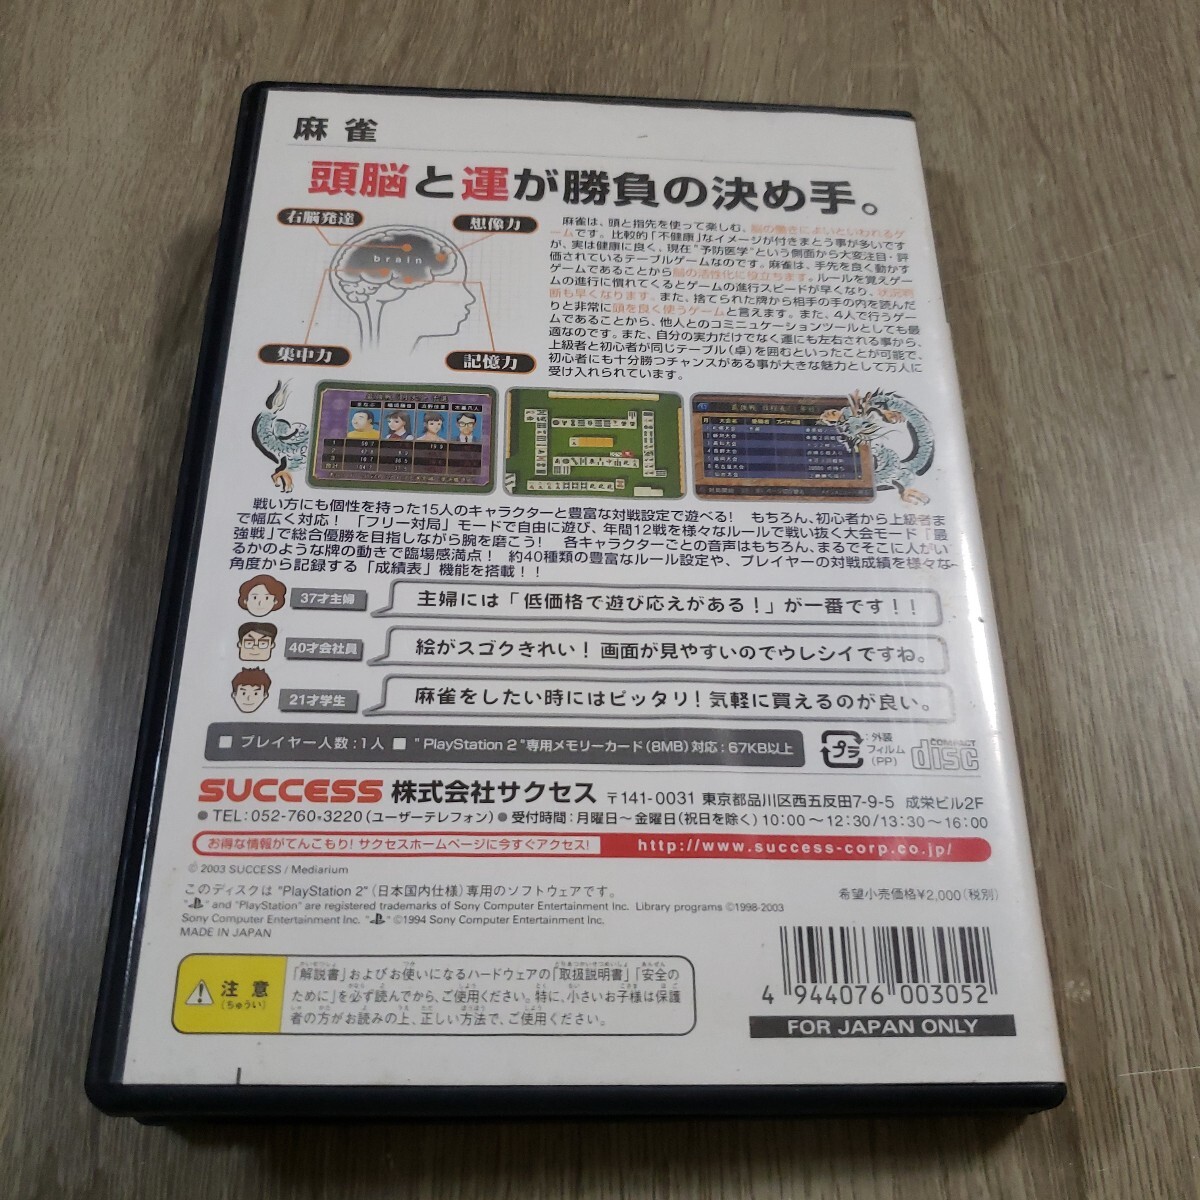 麻雀
頭脳と運が勝負の決め手。
右脳発達
想像力
brain
集中力
記憶力
麻雀は、頭と指先を使って楽しむ、脳の働きによいといわれるゲ
ームです。比較的「不健康」なイメージが付きまとう事が多いです
が、実は健康に良く、現在"予防医学"という側面から大変注目・評
価されているテーブルゲームなのです。麻雀は、手先を良く動かす
ゲームであることから脳の活性化に役立ちます。ルールを覚えゲー
ムの進行に慣れてくるとゲームの進行スピードが早くなり、状況判
断も早くなります。また、捨てられた牌から相手の手の内を読んだ
りと非常に頭を良く使うゲームと言えます。また、4人で行うゲー
ムであることから、他人とのコミニュケーションツールとしても最
適なのです。また、自分の実力だけでなく運にも左右される事から、
上級者と初心者が同じテーブル(卓)を囲むといったことが可能で、
初心者にも十分勝つチャンスがある事が大きな魅力として万人に
受け入れられています。
戦い方にも個性を持った15人のキャラクターと豊富な対戦設定で遊べる! もちろん、初心者から上級者ま
で幅広く対応! 「フリー対局」モードで自由に遊び、年間12戦を様々なルールで戦い抜く大会モード「最
強戦」で総合優勝を目指しながら腕を磨こう! 各キャラクターごとの音声はもちろん、まるでそこに人がい
るかのような牌の動きで臨場感満点! 約40種類の豊富なルール設定や、プレイヤーの対戦成績を様々な
角度から記録する「成績表」機能を搭載!!
37才主婦
主婦には「低価格で遊び応えがある!」が一番です!!
40才会社員
絵がスゴクきれい!画面が見やすいのでウレシイですね。
21才学生
麻雀をしたい時にはピッタリ!気軽に買えるのが良い。
■ プレイヤー人数:1人 ■ "PlayStation 2"専用メモリーカード(8MB)対応:67KB以上
プラ
:外装
フィルム
(PP)
COMPACT
disc
SUCCESS 株式会社サクセス 〒141-0031 東京都品川区西五反田7-9-5 成栄ビル2F
● TEL:052-760-3220(ユーザーテレフォン) ● 受付時間:月曜日～金曜日(祝日を除く)10:00～12:30/13:30～16:00
お得な情報がてんこもり! サクセスホームページに今すぐアクセス!
http://www.success-corp.co.jp/
© 2003 SUCCESS / Mediarium
このディスクは "PlayStation 2"(日本国内仕様)専用のソフトウェアです。
希望小売価格¥2,000(税別)
" " and "PlayStation" are registered trademarks of Sony Computer Entertainment Inc. Library programs ©1998-2003
Sony Computer Entertainment Inc. " " ©1994 Sony Computer Entertainment Inc.
MADE IN JAPAN
注意
(ちゅうい)
「解説書」およびお使いになるハードウェアの「取扱説明書」「安全の
ために」を必ず読んでから、ご使用ください。特に、小さいお子様は保護
者の方がお読みの上、正しい方法で、ご使用ください。
4 944076 003052
FOR JAPAN ONLY